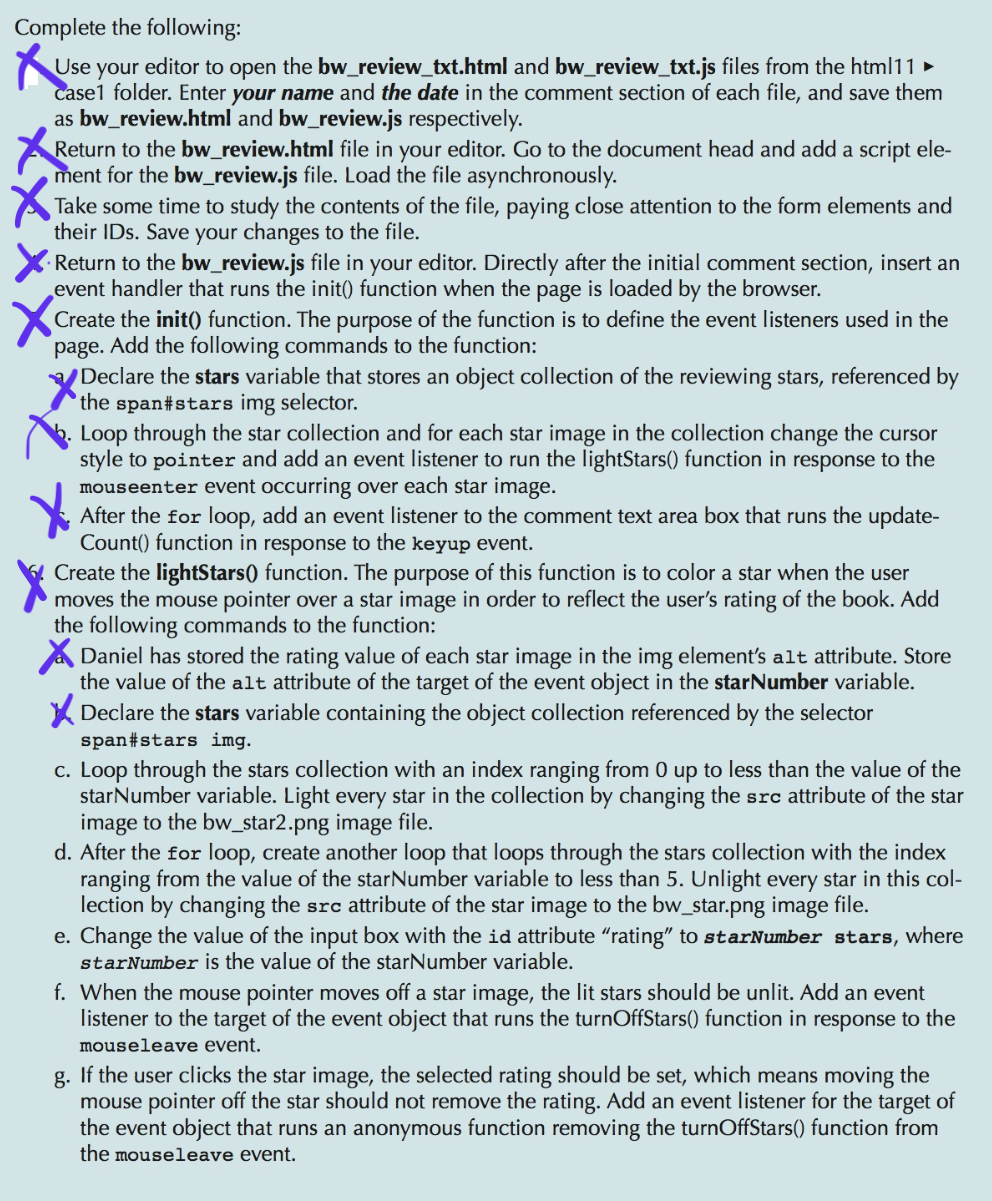 Complete the following:
Use your editor to open the bw_review_txt.html and bw_review_txt.js files from the html11 ▸
case1 folder. Enter your name and the date in the comment section of each file, and save them
as bw_review.html and bw_review.js respectively.
Return to the bw_review.html file in your editor. Go to the document head and add a script ele-
ment for the bw_review.js file. Load the file asynchronously.
Take some time to study the contents of the file, paying close attention to the form elements and
their IDs. Save your changes to the file.
Return to the bw_review.js file in your editor. Directly after the initial comment section, insert an
event handler that runs the init() function when the page is loaded by the browser.
Create the init() function. The purpose of the function is to define the event listeners used in the
page. Add the following commands to the function:
a. Declare the stars variable that stores an object collection of the reviewing stars, referenced by
the span#stars img selector.
b. Loop through the star collection and for each star image in the collection change the cursor
style to pointer and add an event listener to run the lightStars() function in response to the
mouseenter event occurring over each star image.
c. After the for loop, add an event listener to the comment text area box that runs the update-
Count() function in response to the keyup event.
6. Create the lightStars() function. The purpose of this function is to color a star when the user
moves the mouse pointer over a star image in order to reflect the user's rating of the book. Add
the following commands to the function:
a. Daniel has stored the rating value of each star image in the img element's alt attribute. Store
the value of the alt attribute of the target of the event object in the starNumber variable.
b. Declare the stars variable containing the object collection referenced by the selector
span#stars img.
c. Loop through the stars collection with an index ranging from 0 up to less than the value of the
starNumber variable. Light every star in the collection by changing the src attribute of the star
image to the bw_star2.png image file.
d. After the for loop, create another loop that loops through the stars collection with the index
ranging from the value of the starNumber variable to less than 5. Unlight every star in this col-
lection by changing the src attribute of the star image to the bw_star.png image file.
e. Change the value of the input box with the id attribute "rating" to starNumber stars, where
starNumber is the value of the starNumber variable.
f. When the mouse pointer moves off a star image, the lit stars should be unlit. Add an event
listener to the target of the event object that runs the turnOffStars() function in response to the
mouseleave event.
g. If the user clicks the star image, the selected rating should be set, which means moving the
mouse pointer off the star should not remove the rating. Add an event listener for the target of
the event object that runs an anonymous function removing the turnOffStars() function from
the mouseleave event.